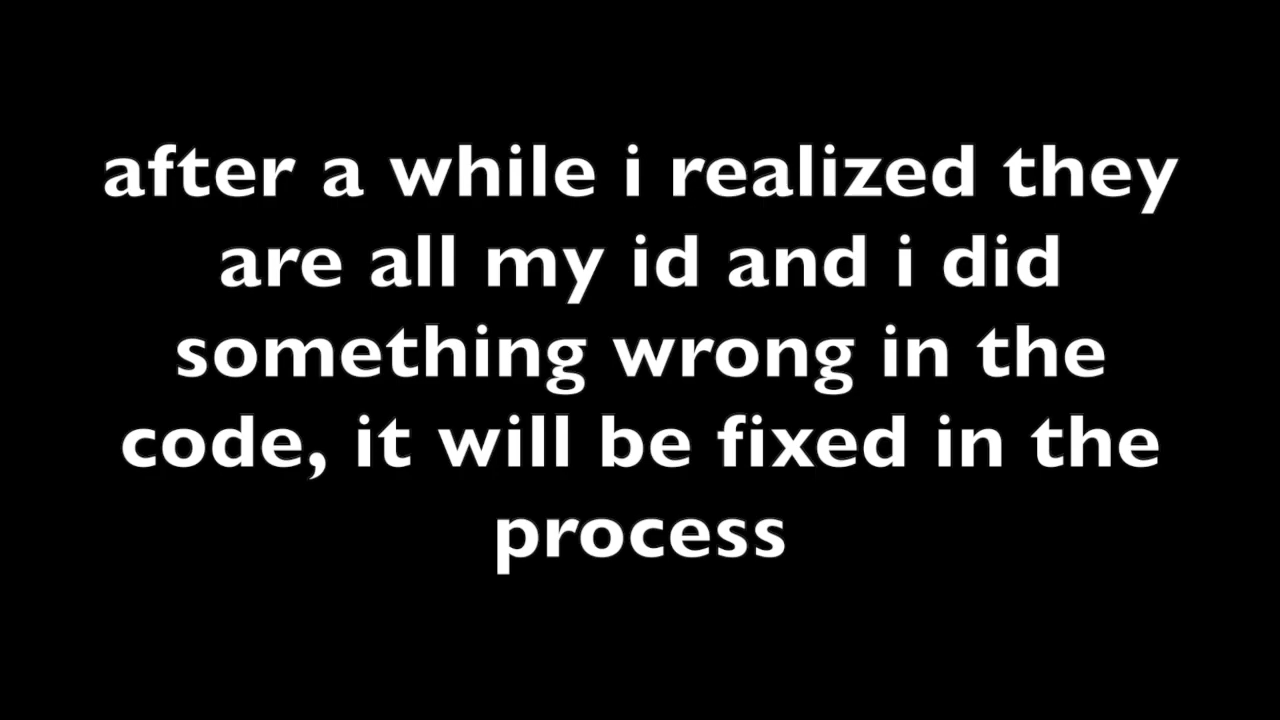 after a while i realized they
are all my id and i did
something wrong in the
code, it will be fixed in the
process